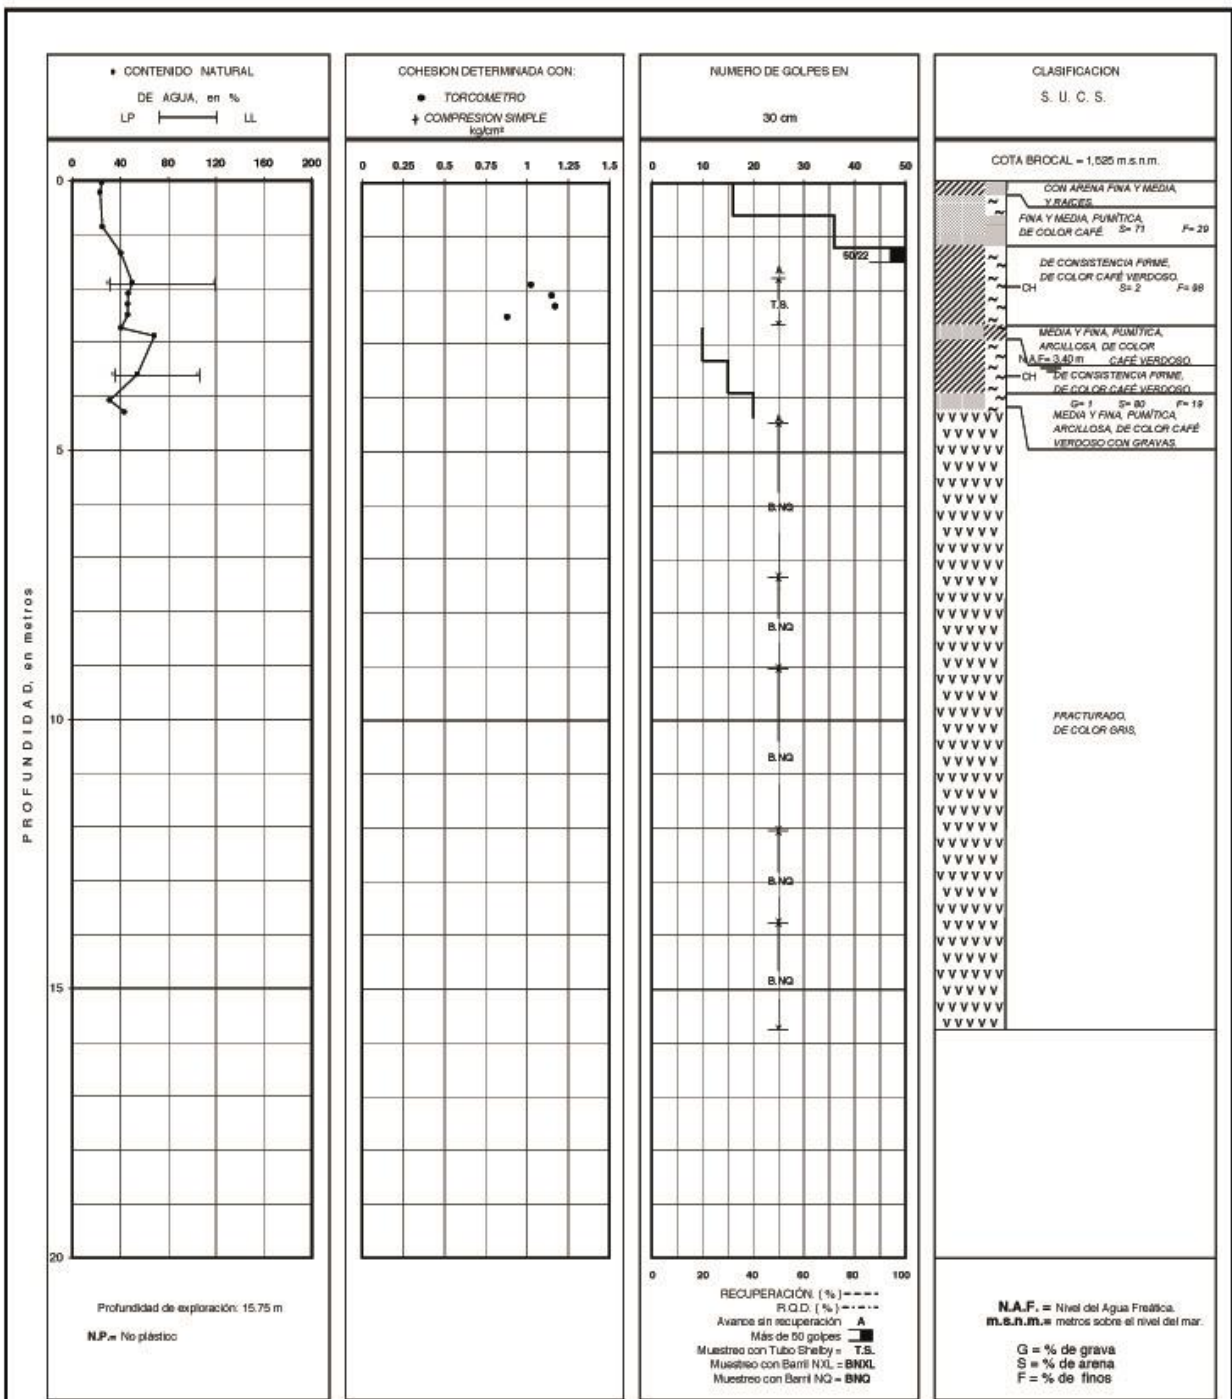 CONTENIDO NATURAL
DE AGUA, en %
LP LL
0 40 80 120 160 200
0
5
10
15
20
PROFUNDIDAD, en metros
Profundidad de exploración: 15.75 m
N.P.= No plástico
COHESION DETERMINADA CON:
TORCOMETRO
COMPRESION SIMPLE
kg/cm²
0 0.25 0.5 0.75 1 1.25 1.5
NUMERO DE GOLPES EN
30 cm
0 10 20 30 40 50
50/22
A
T.S.
A
B.NQ
B.NQ
B.NQ
B.NQ
B.NQ
0 20 40 60 80 100
RECUPERACIÓN. ( % )
R.Q.D. ( % )
Avance sin recuperación A
Más de 50 golpes
Muestreo con Tubo Shelby = T.S.
Muestreo con Barril NXL = BNXL
Muestreo con Barril NQ = BNQ
CLASIFICACION
S. U. C. S.
COTA BROCAL = 1,525 m.s.n.m.
CON ARENA FINA Y MEDIA,
Y RAICES.
FINA Y MEDIA, PUMÍTICA,
DE COLOR CAFÉ. S= 71 F= 29
DE CONSISTENCIA FIRME,
DE COLOR CAFÉ VERDOSO.
CH S= 2 F= 98
MEDIA Y FINA, PUMÍTICA,
ARCILLOSA, DE COLOR
CAFÉ VERDOSO.
N.A.F= 3.40 m
CH DE CONSISTENCIA FIRME,
DE COLOR CAFÉ VERDOSO.
G= 1 S= 80 F= 19
MEDIA Y FINA, PUMÍTICA,
ARCILLOSA, DE COLOR CAFÉ
VERDOSO CON GRAVAS.
FRACTURADO,
DE COLOR GRIS,
N.A.F. = Nivel del Agua Freática.
m.s.n.m.= metros sobre el nivel del mar.
G = % de grava
S = % de arena
F = % de finos